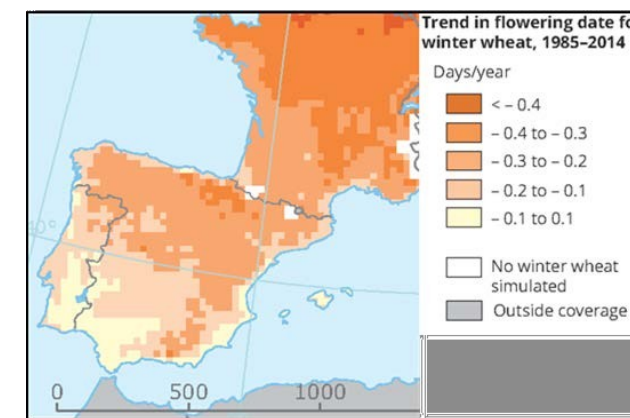 Trend in flowering date fo
winter wheat, 1985–2014
Days/year
< – 0.4
– 0.4 to – 0.3
– 0.3 to – 0.2
– 0.2 to – 0.1
– 0.1 to 0.1
No winter wheat
simulated
Outside coverage
40°
0 500 1000